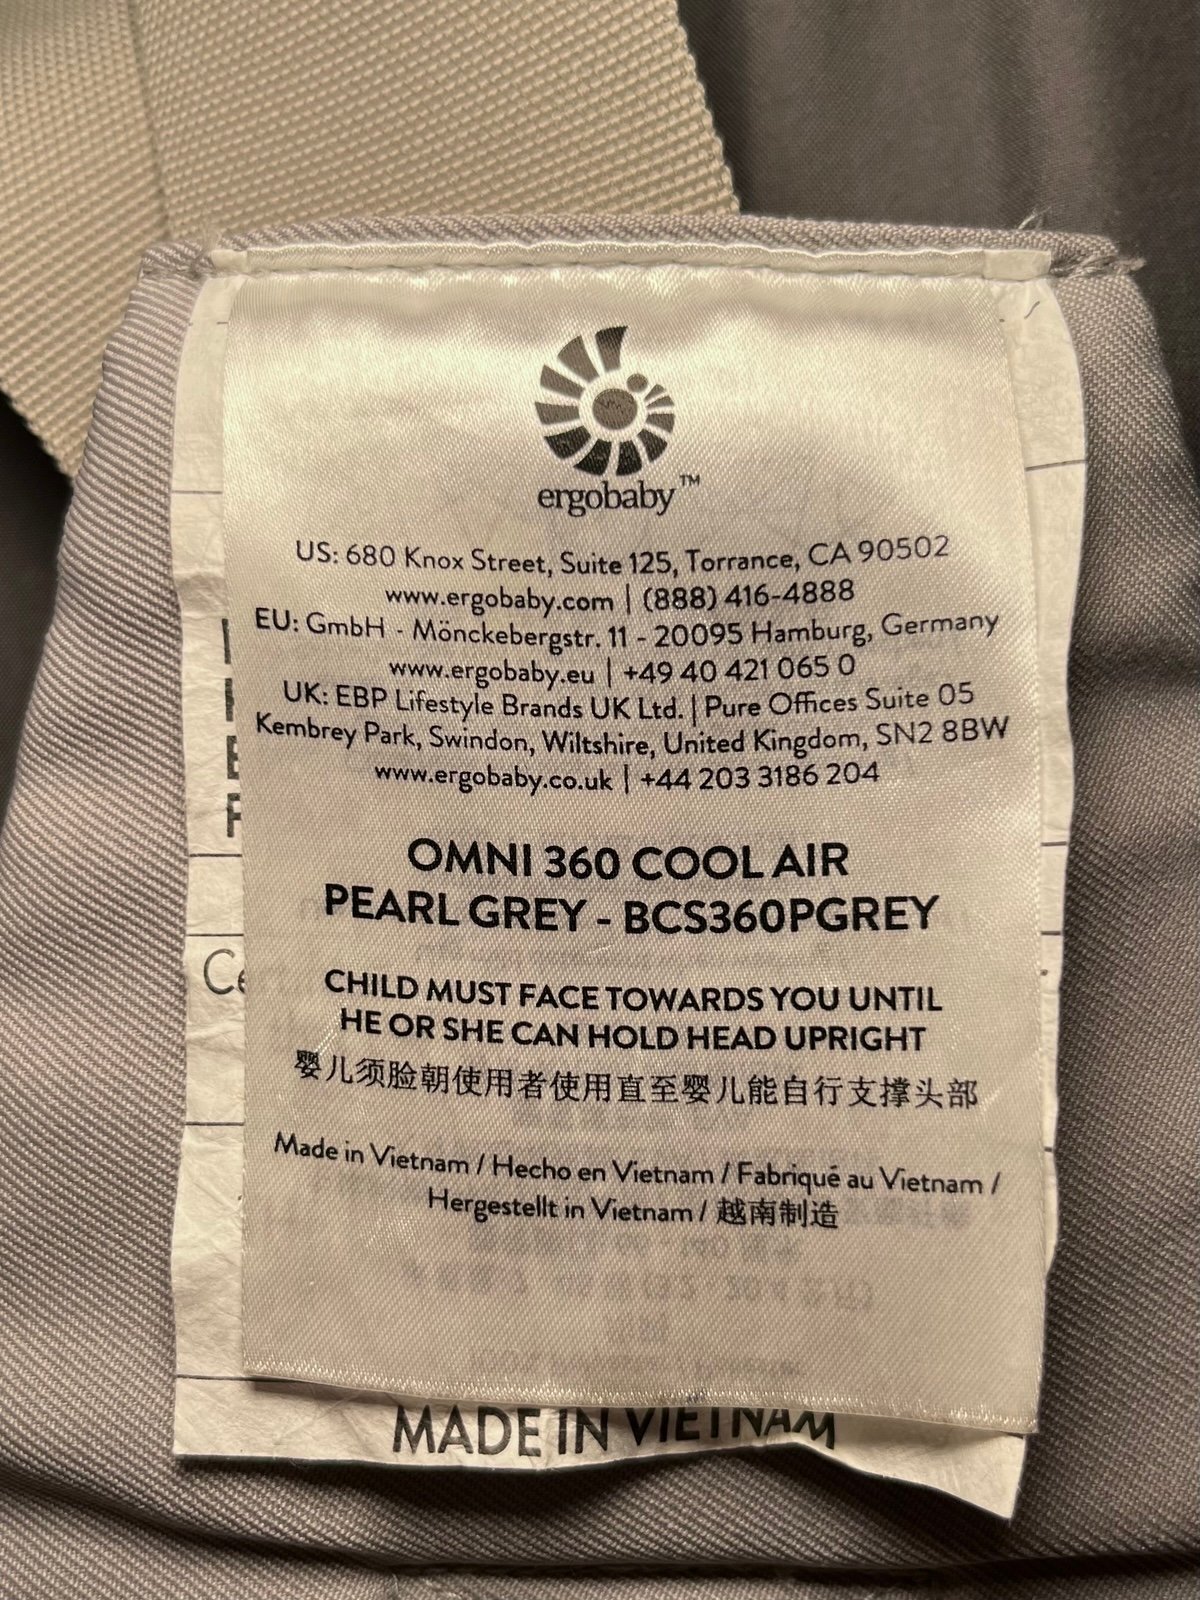 ergobaby™
US: 680 Knox Street, Suite 125, Torrance, CA 90502
www.ergobaby.com | (888) 416-4888
EU: GmbH - Mönckebergstr. 11 - 20095 Hamburg, Germany
www.ergobaby.eu | +49 40 421 065 0
UK: EBP Lifestyle Brands UK Ltd. | Pure Offices Suite 05
Kembrey Park, Swindon, Wiltshire, United Kingdom, SN2 8BW
www.ergobaby.co.uk | +44 203 3186 204
OMNI 360 COOL AIR
PEARL GREY - BCS360PGREY
CHILD MUST FACE TOWARDS YOU UNTIL
HE OR SHE CAN HOLD HEAD UPRIGHT
婴儿须脸朝使用者使用直至婴儿能自行支撑头部
Made in Vietnam / Hecho en Vietnam / Fabriqué au Vietnam /
Hergestellt in Vietnam / 越南制造
MADE IN VIETNAM